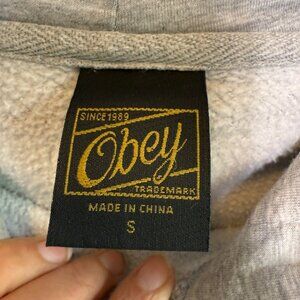 SINCE 1989
Obey
TRADEMARK
MADE IN CHINA
S